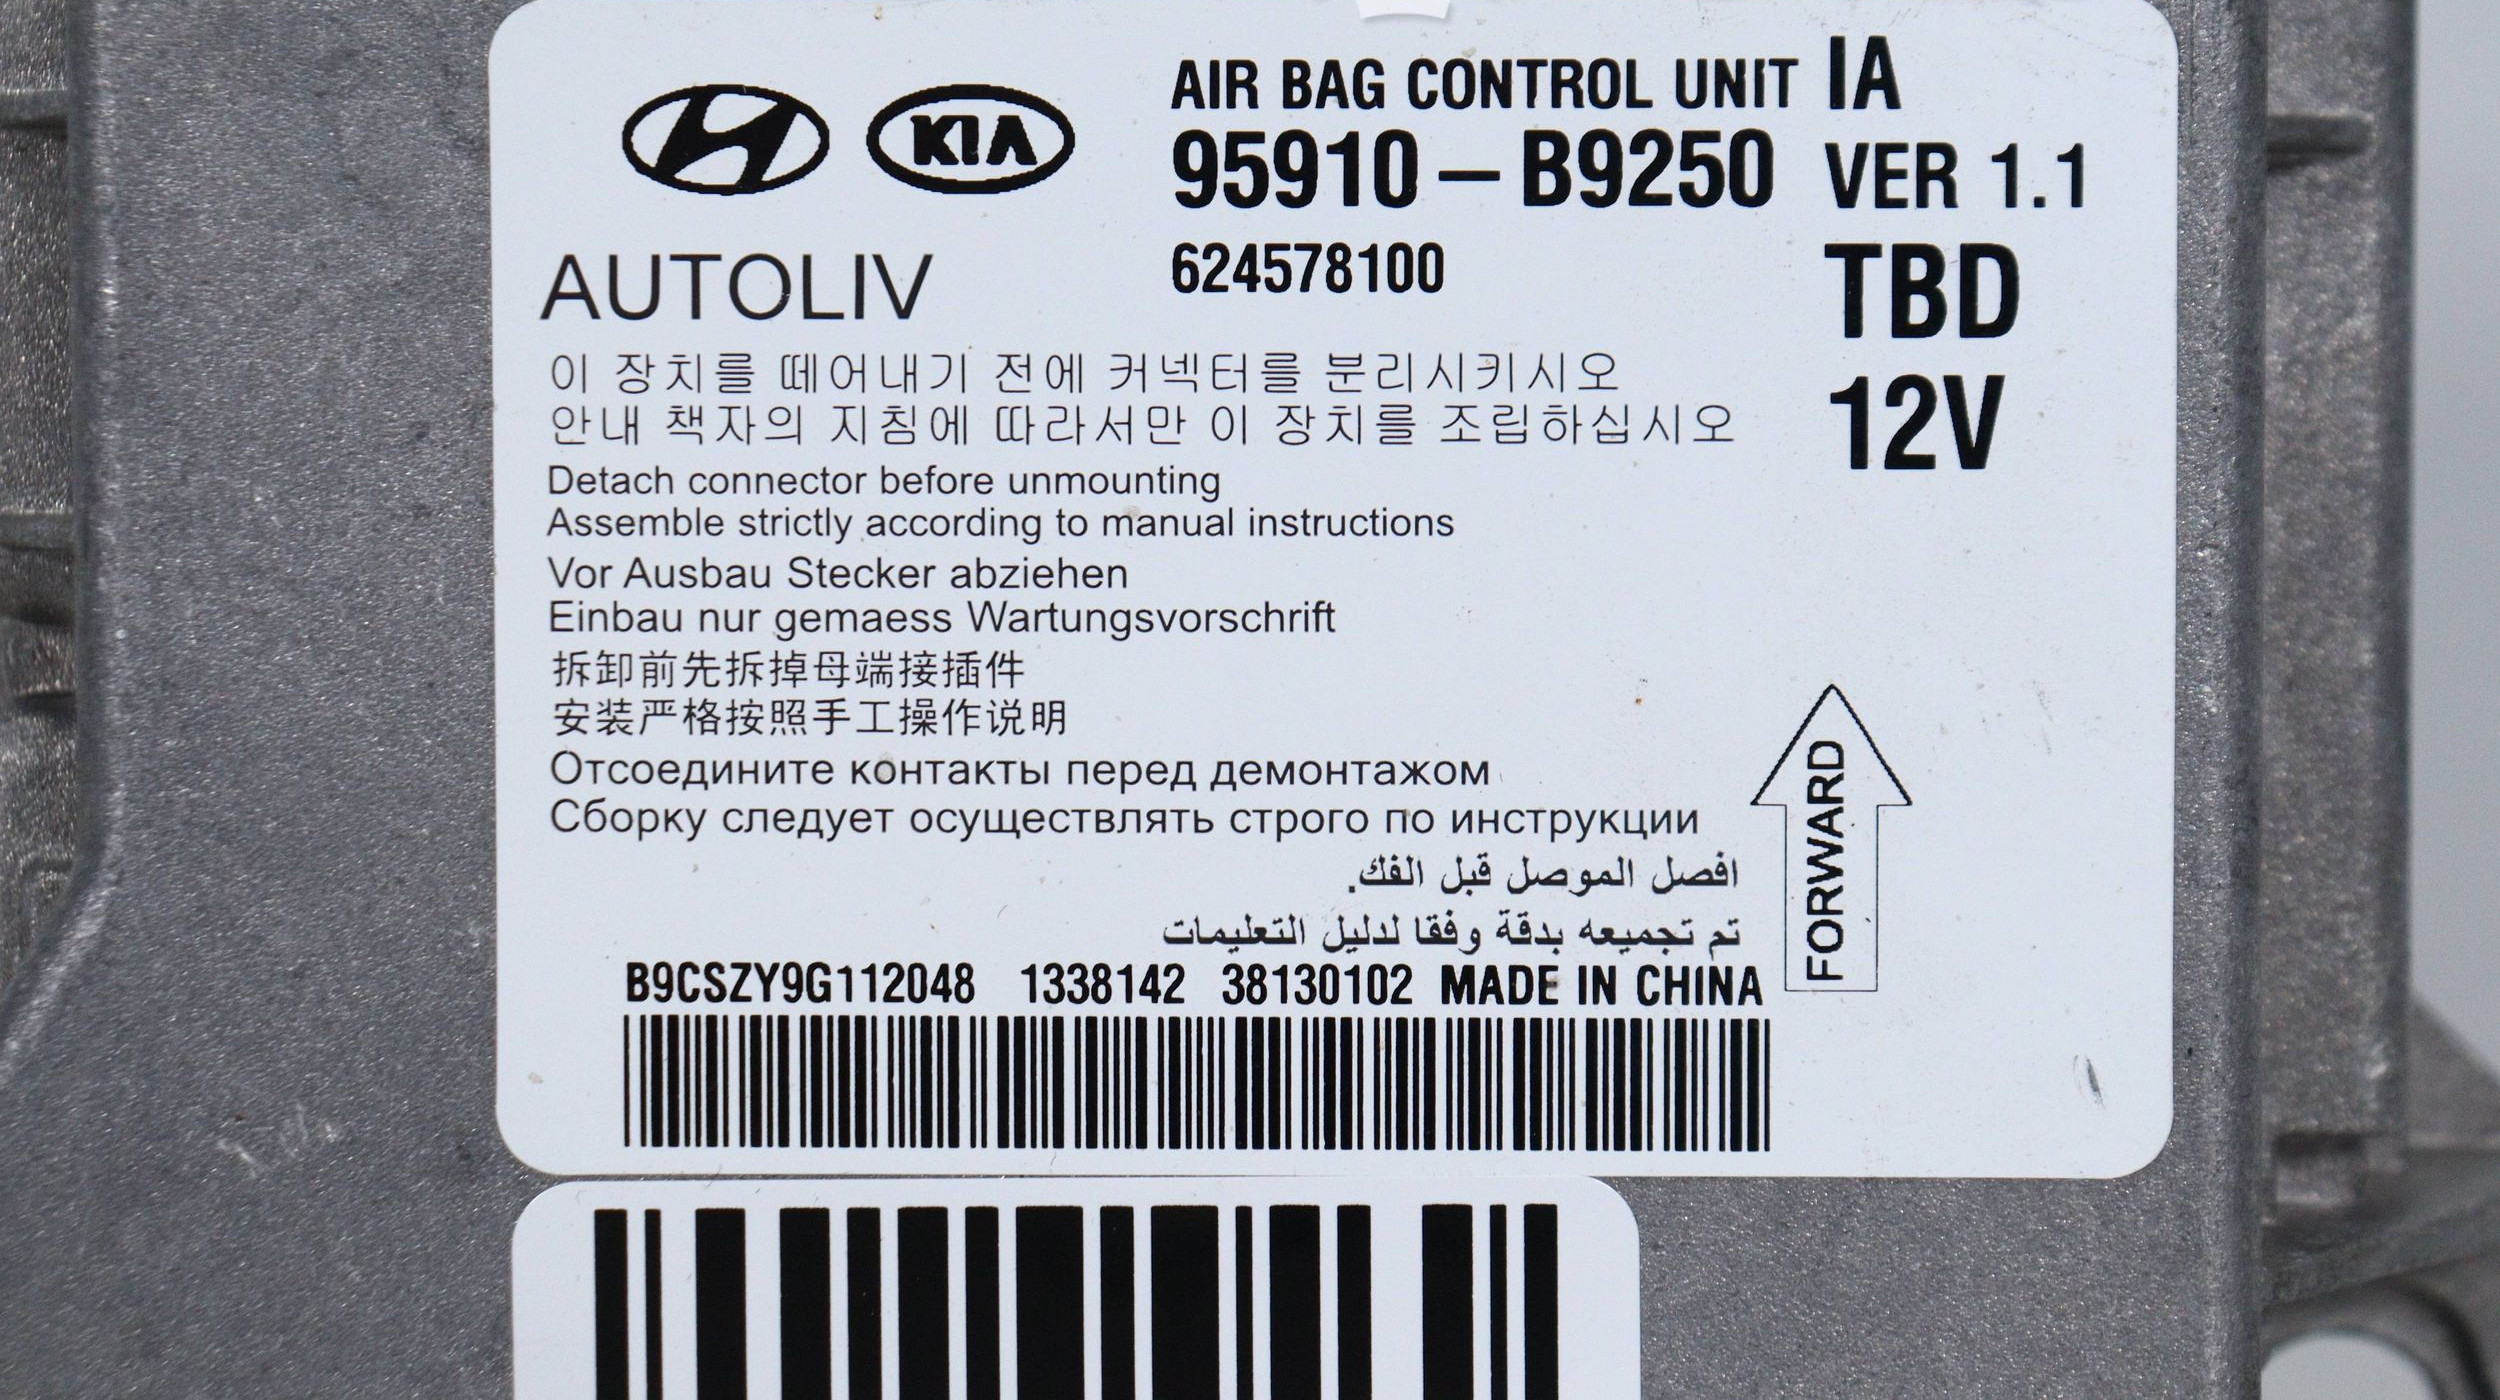 KIA
AIR BAG CONTROL UNIT IA
95910-B9250 VER 1.1
AUTOLIV
624578100
TBD
12V
이 장치를 떼어내기 전에 커넥터를 분리시키시오
안내 책자의 지침에 따라서만 이 장치를 조립하십시오
Detach connector before unmounting
Assemble strictly according to manual instructions
Vor Ausbau Stecker abziehen
Einbau nur gemaess Wartungsvorschrift
拆卸前先拆掉母端接插件
安装严格按照手工操作说明
Отсоедините контакты перед демонтажом
Сборку следует осуществлять строго по инструкции
افصل الموصل قبل الفك.
تم تجميعه بدقة وفقا لدليل التعليمات
FORWARD
B9CSZY9G112048 1338142 38130102 MADE IN CHINA